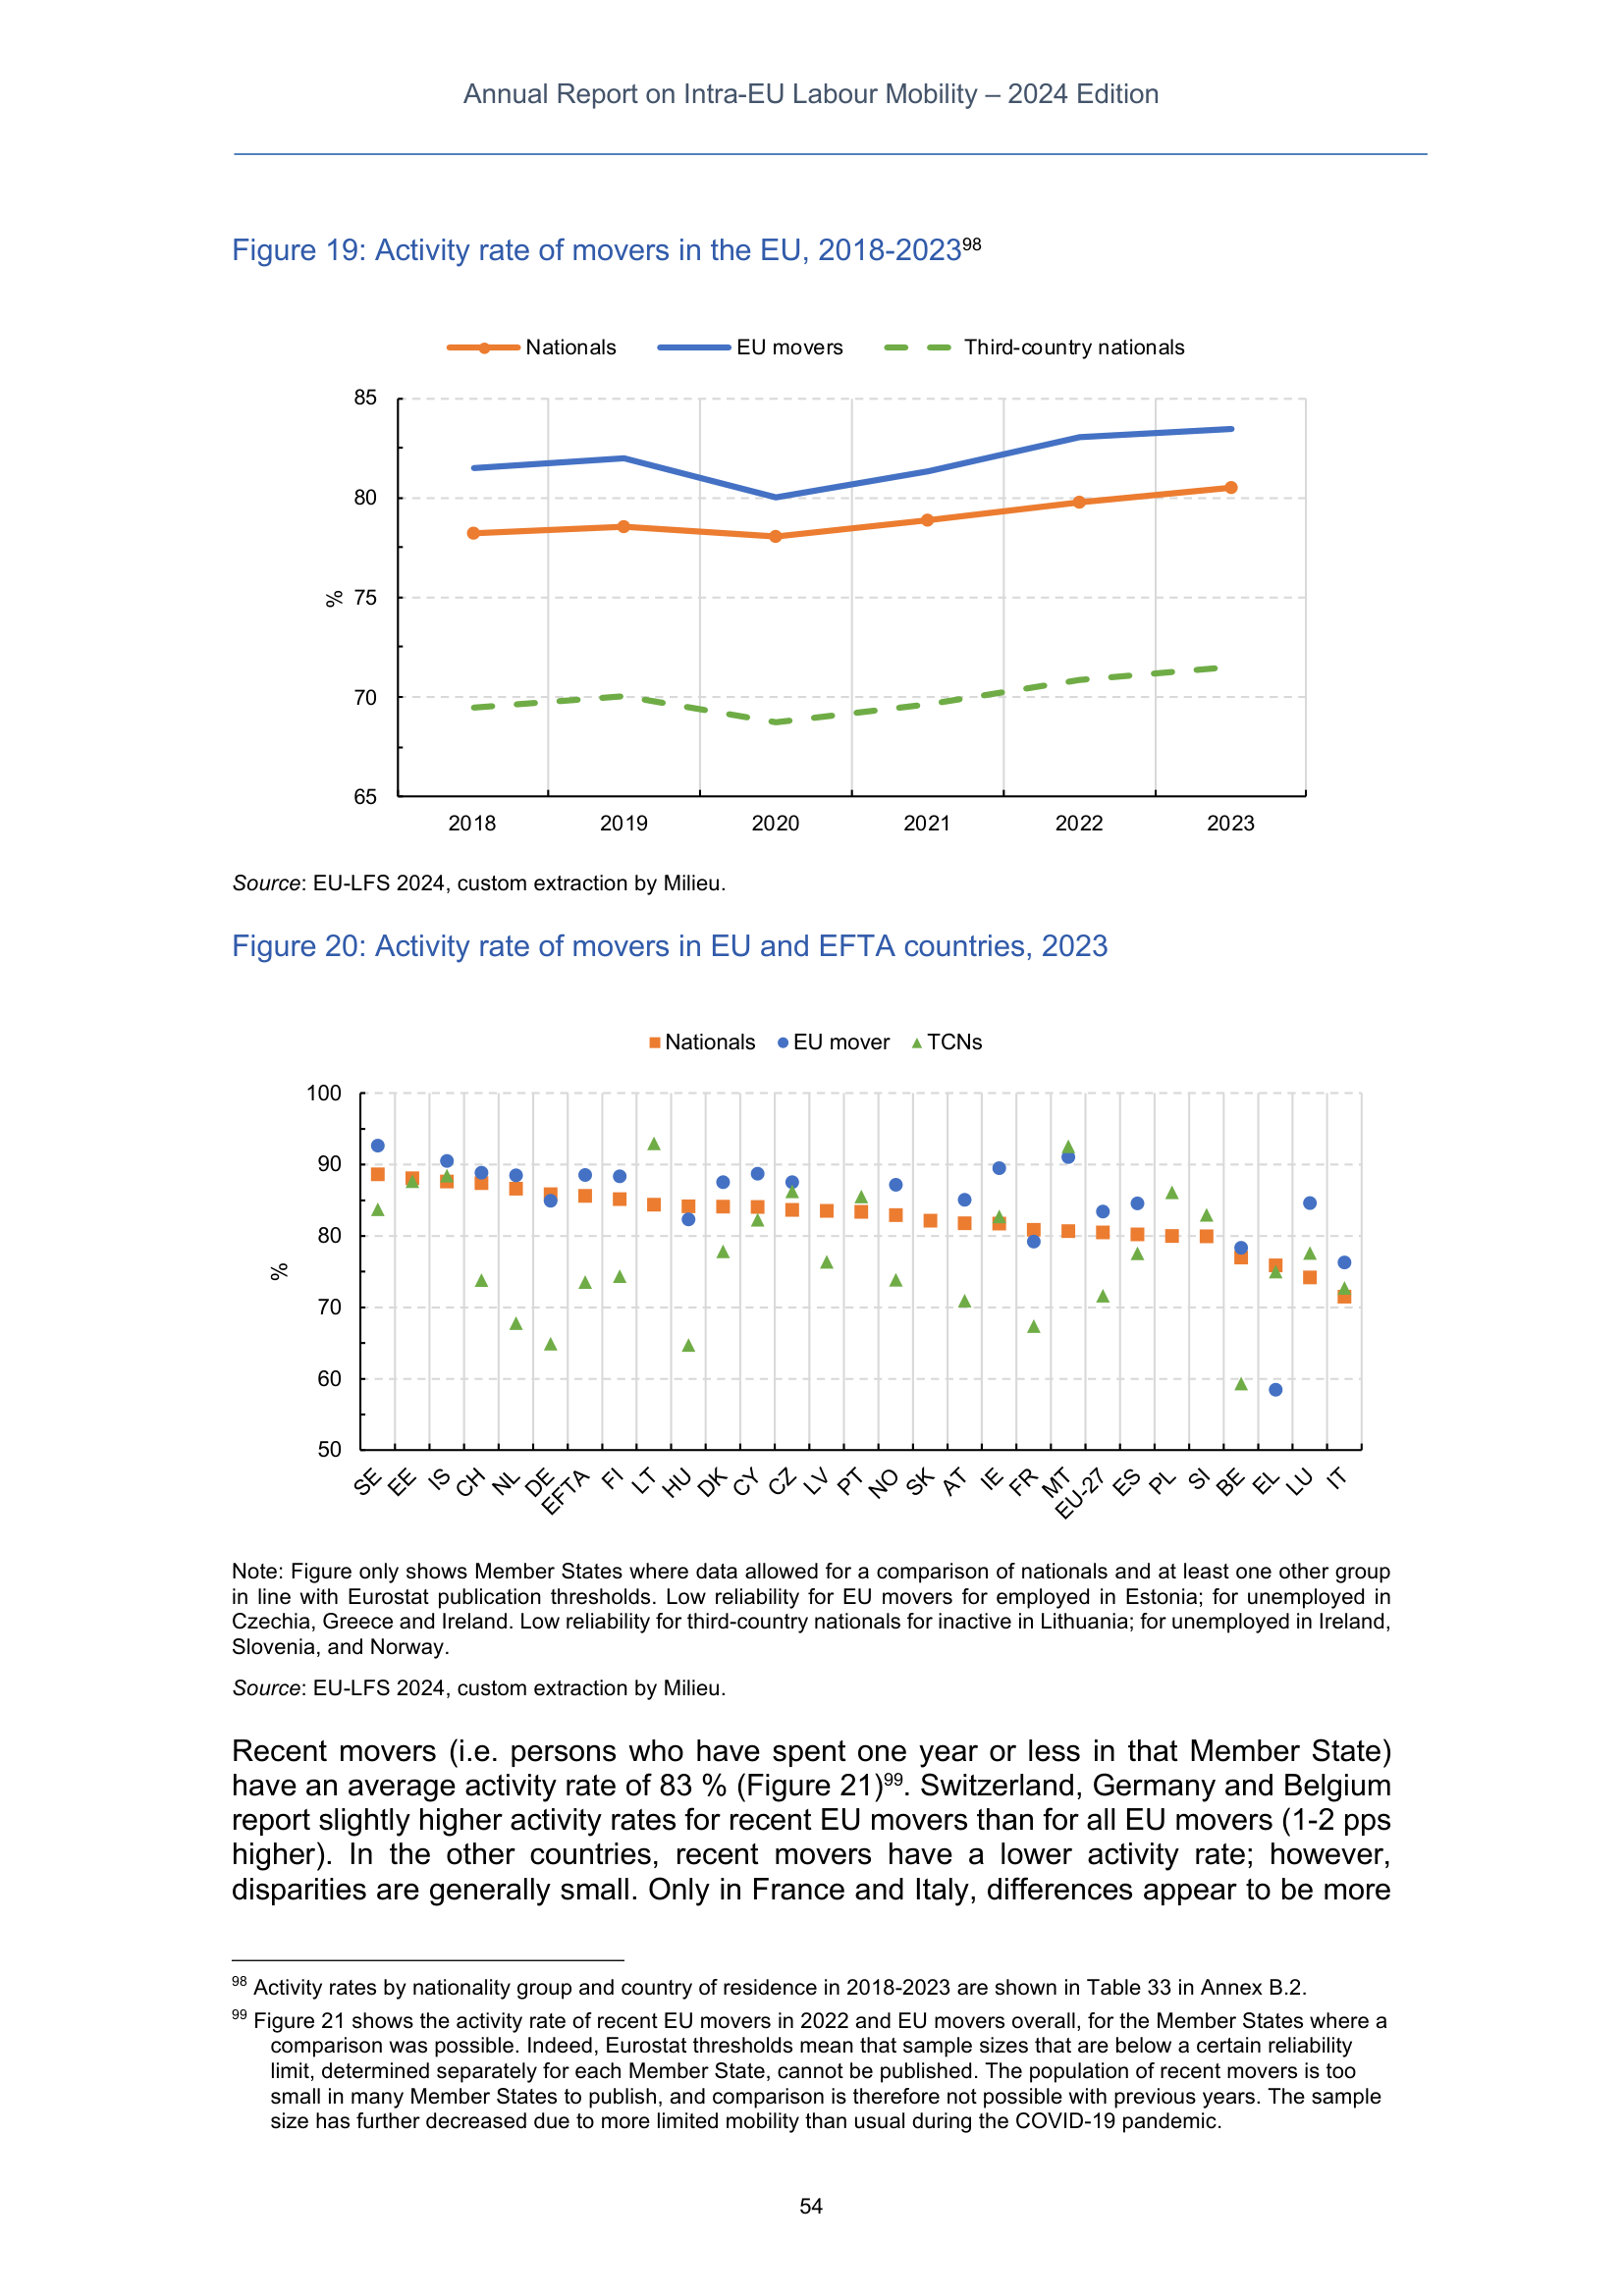 Annual Report on Intra-EU Labour Mobility – 2024 Edition
Figure 19: Activity rate of movers in the EU, 2018-2023⁹⁸
Nationals EU movers Third-country nationals
85
80
% 75
70
65
2018 2019 2020 2021 2022 2023
Source: EU-LFS 2024, custom extraction by Milieu.
Figure 20: Activity rate of movers in EU and EFTA countries, 2023
Nationals EU mover TCNs
100
90
80
%
70
60
50
SE EE IS CH NL DE EFTA FI LT HU DK CY CZ LV PT NO SK AT IE FR MT EU-27 ES PL SI BE EL LU IT
Note: Figure only shows Member States where data allowed for a comparison of nationals and at least one other group
in line with Eurostat publication thresholds. Low reliability for EU movers for employed in Estonia; for unemployed in
Czechia, Greece and Ireland. Low reliability for third-country nationals for inactive in Lithuania; for unemployed in Ireland,
Slovenia, and Norway.
Source: EU-LFS 2024, custom extraction by Milieu.
Recent movers (i.e. persons who have spent one year or less in that Member State)
have an average activity rate of 83 % (Figure 21)⁹⁹. Switzerland, Germany and Belgium
report slightly higher activity rates for recent EU movers than for all EU movers (1-2 pps
higher). In the other countries, recent movers have a lower activity rate; however,
disparities are generally small. Only in France and Italy, differences appear to be more
⁹⁸ Activity rates by nationality group and country of residence in 2018-2023 are shown in Table 33 in Annex B.2.
⁹⁹ Figure 21 shows the activity rate of recent EU movers in 2022 and EU movers overall, for the Member States where a
comparison was possible. Indeed, Eurostat thresholds mean that sample sizes that are below a certain reliability
limit, determined separately for each Member State, cannot be published. The population of recent movers is too
small in many Member States to publish, and comparison is therefore not possible with previous years. The sample
size has further decreased due to more limited mobility than usual during the COVID-19 pandemic.
54